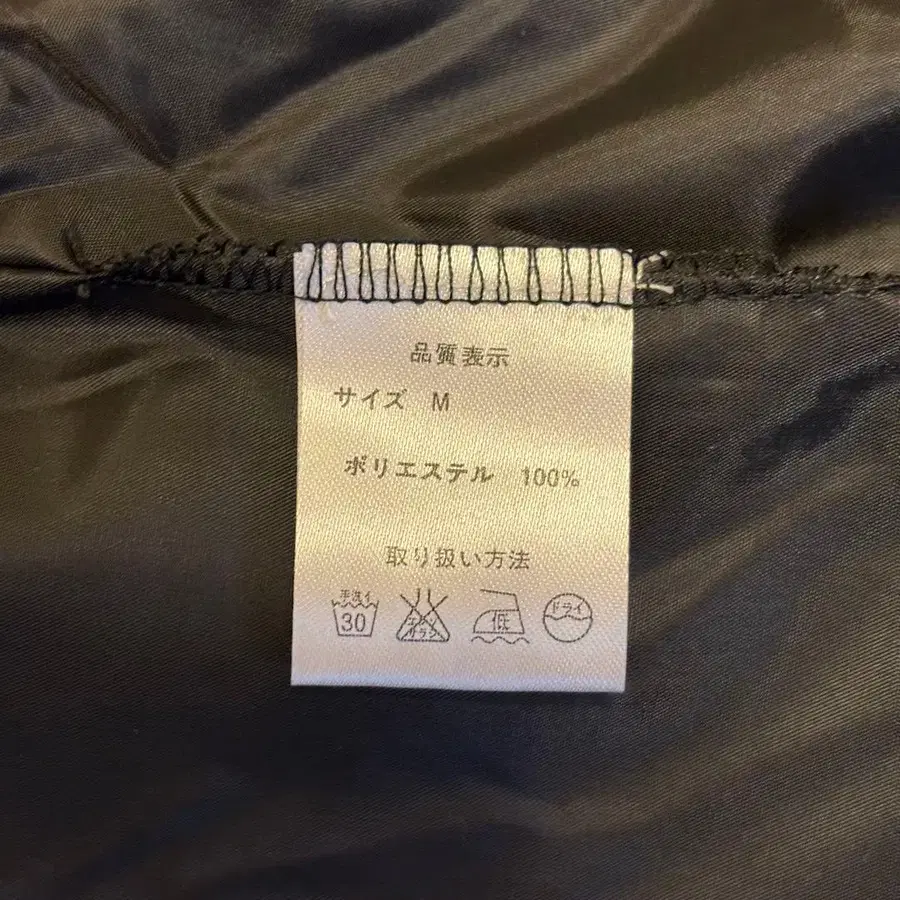 品質表示
サイズ M
ポリエステル 100%
取り扱い方法
手洗イ 30 エンソサラシ 低 ドライ